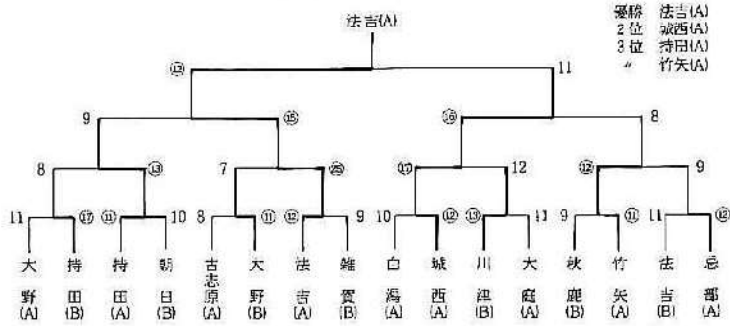 法吉(A)
優勝 法吉(A)
2位 城西(A)
3位 持田(A)
〃 竹矢(A)
⑬ 11
9 ⑮ ⑯ 8
8 ⑬ 7 ㉕ ⑰ 12 ⑫ 9
11 ⑰ ⑪ 10 8 ⑪ ⑫ 9 10 ⑫ ⑬ 11 9 ⑪ 11 ⑫
大野(A) 持田(B) 持田(A) 朝日(B) 古志原(A) 大野(B) 法吉(A) 雑賀(B) 白潟(A) 城西(A) 川津(B) 大庭(A) 秋鹿(B) 竹矢(A) 法吉(B) 忌部(A)